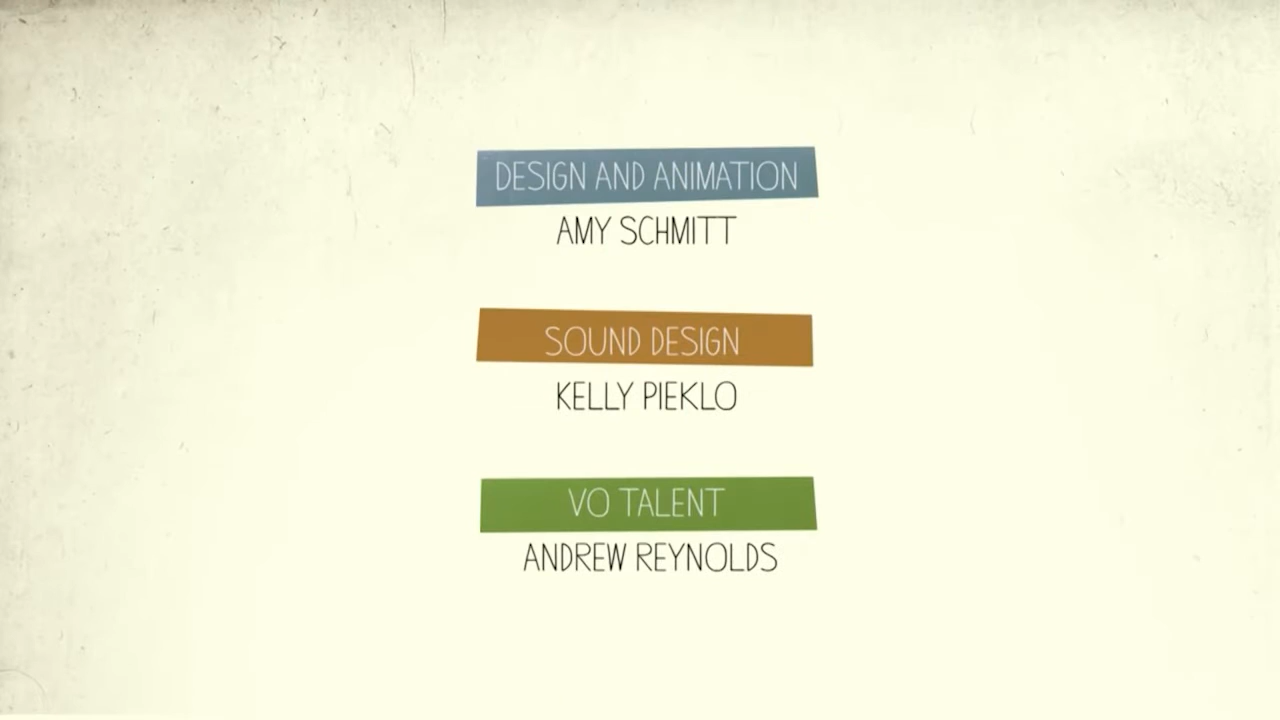 DESIGN AND ANIMATION
AMY SCHMITT
SOUND DESIGN
KELLY PIEKLO
VO TALENT
ANDREW REYNOLDS